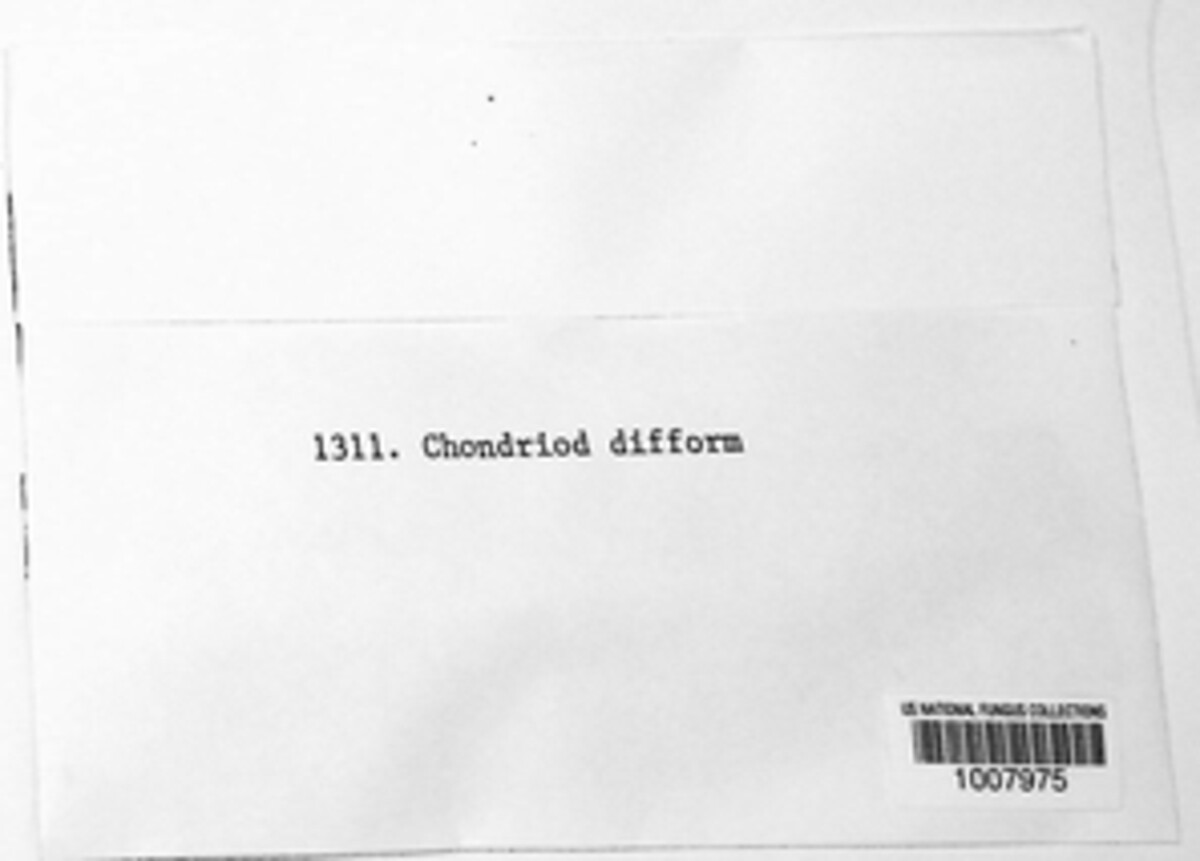 1311. Chondriod difform
US NATIONAL FUNGUS COLLECTIONS
1007975